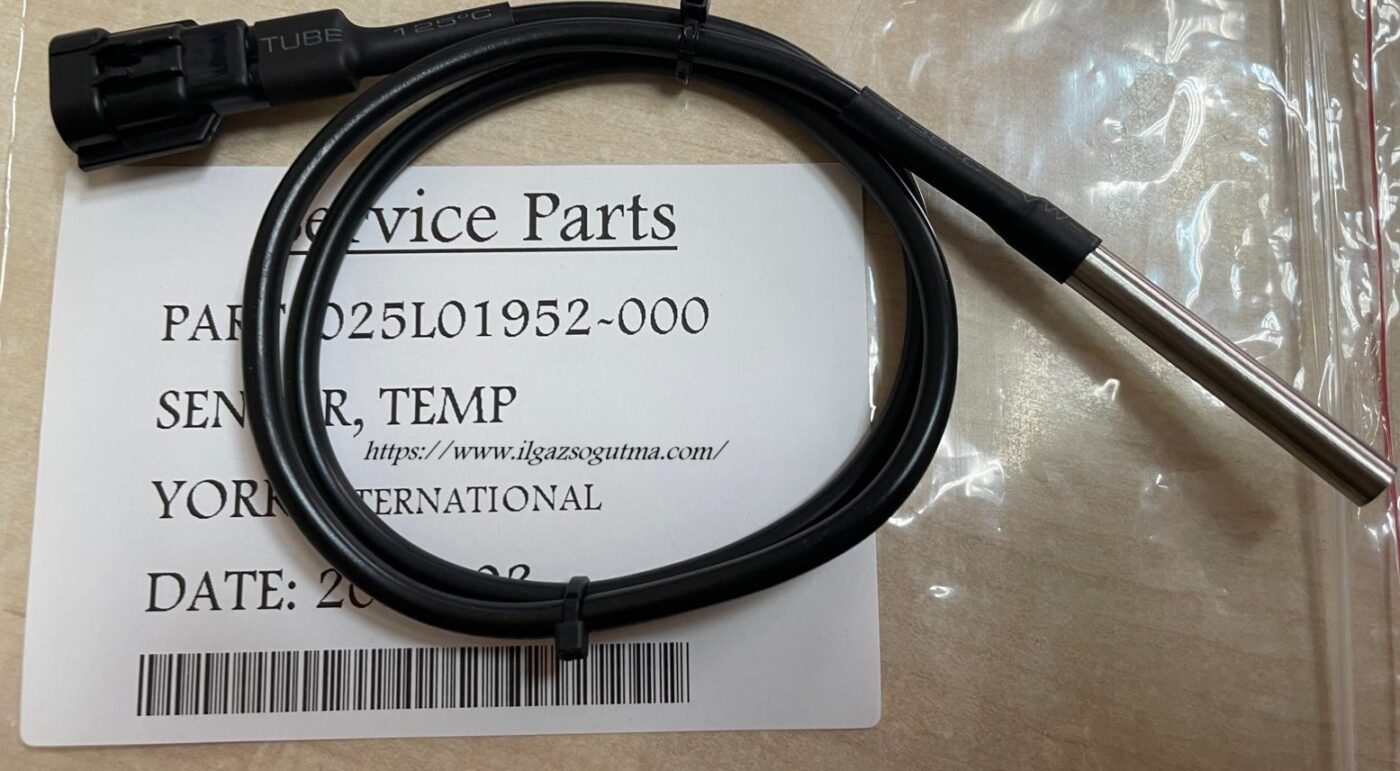 TUBE 125°C
Service Parts
025L01952-000
TEMP
https://www.ilgazsogutma.com/
YORK
DATE: